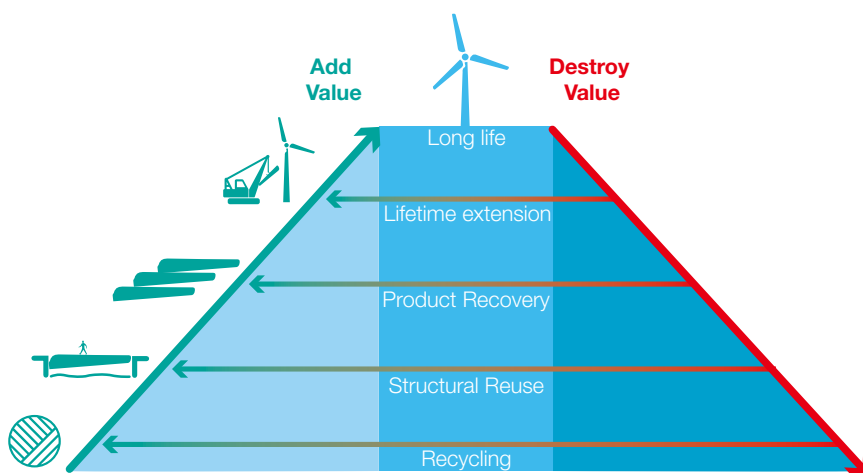 Add
Value
Destroy
Value
Long life
Lifetime extension
Product Recovery
Structural Reuse
Recycling